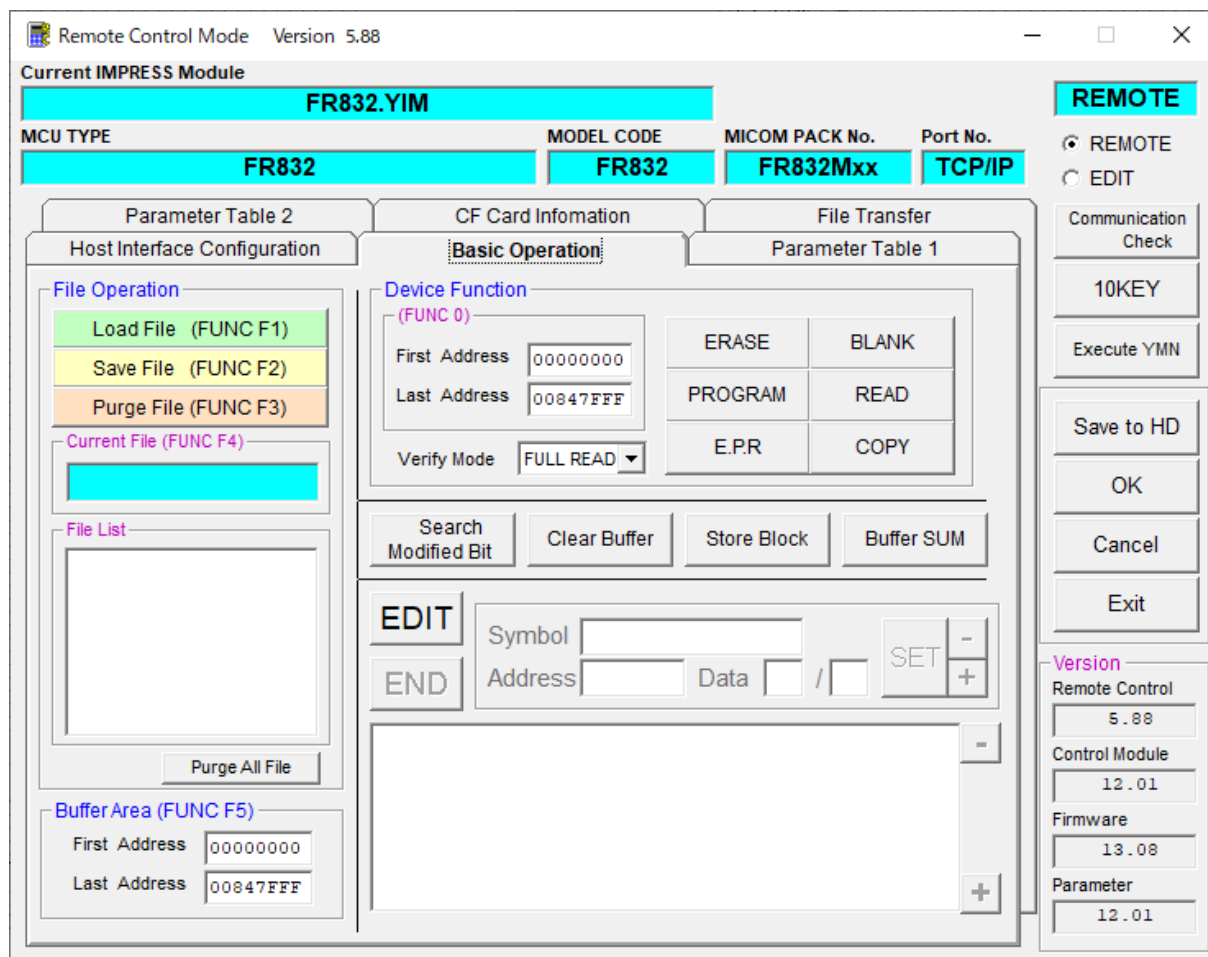 Remote Control Mode Version 5.88
Current IMPRESS Module
FR832.YIM
REMOTE
MCU TYPE
MODEL CODE
MICOM PACK No.
Port No.
FR832
FR832
FR832Mxx
TCP/IP
REMOTE
EDIT
Parameter Table 2
CF Card Infomation
File Transfer
Host Interface Configuration
Basic Operation
Parameter Table 1
Communication
Check
10KEY
Execute YMN
Save to HD
OK
Cancel
Exit
File Operation
Load File (FUNC F1)
Save File (FUNC F2)
Purge File (FUNC F3)
Current File (FUNC F4)
File List
Purge All File
Buffer Area (FUNC F5)
First Address 00000000
Last Address 00847FFF
Device Function
(FUNC 0)
First Address 00000000
Last Address 00847FFF
Verify Mode FULL READ
ERASE
BLANK
PROGRAM
READ
E.P.R
COPY
Search
Modified Bit
Clear Buffer
Store Block
Buffer SUM
EDIT
END
Symbol
Address
Data /
SET
-
+
-
+
Version
Remote Control
5.88
Control Module
12.01
Firmware
13.08
Parameter
12.01